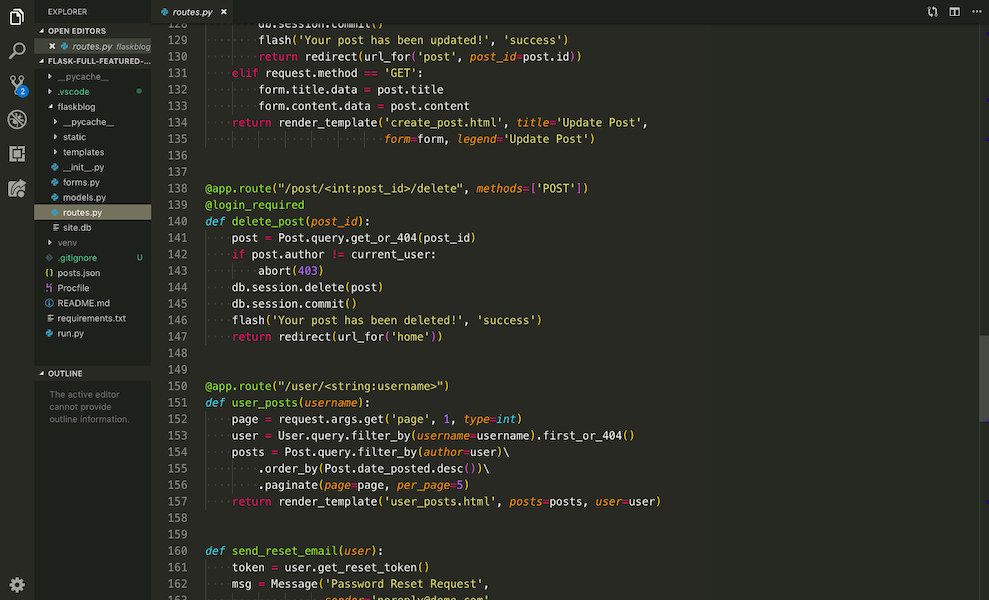 EXPLORER
OPEN EDITORS
routes.py flaskblog
FLASK-FULL-FEATURED-...
__pycache__
.vscode
flaskblog
__pycache__
static
templates
__init__.py
forms.py
models.py
routes.py
site.db
venv
.gitignore U
posts.json
Procfile
README.md
requirements.txt
run.py
OUTLINE
The active editor
cannot provide
outline information.
2
routes.py
128 db.session.commit()
129 flash('Your post has been updated!', 'success')
130 return redirect(url_for('post', post_id=post.id))
131 elif request.method == 'GET':
132 form.title.data = post.title
133 form.content.data = post.content
134 return render_template('create_post.html', title='Update Post',
135 form=form, legend='Update Post')
136
137
138 @app.route("/post/<int:post_id>/delete", methods=['POST'])
139 @login_required
140 def delete_post(post_id):
141 post = Post.query.get_or_404(post_id)
142 if post.author != current_user:
143 abort(403)
144 db.session.delete(post)
145 db.session.commit()
146 flash('Your post has been deleted!', 'success')
147 return redirect(url_for('home'))
148
149
150 @app.route("/user/<string:username>")
151 def user_posts(username):
152 page = request.args.get('page', 1, type=int)
153 user = User.query.filter_by(username=username).first_or_404()
154 posts = Post.query.filter_by(author=user)\
155 .order_by(Post.date_posted.desc())\
156 .paginate(page=page, per_page=5)
157 return render_template('user_posts.html', posts=posts, user=user)
158
159
160 def send_reset_email(user):
161 token = user.get_reset_token()
162 msg = Message('Password Reset Request',
163 sender='noreply@demo.com'